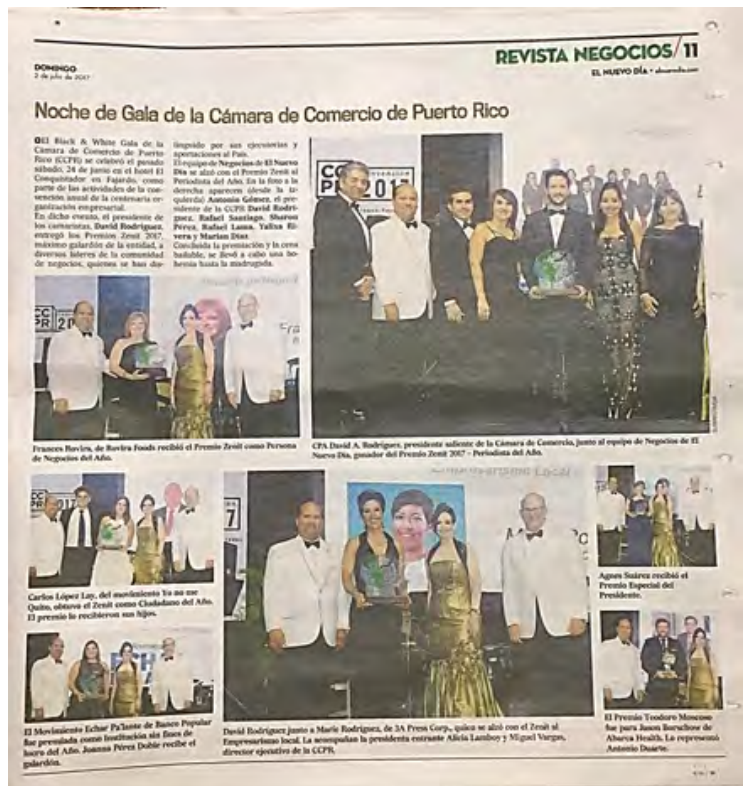 DOMINGO
2 de julio de 2017
REVISTA NEGOCIOS/11
EL NUEVO DÍA • elnuevodia.com
Noche de Gala de la Cámara de Comercio de Puerto Rico
El Black & White Gala de la
Cámara de Comercio de Puerto
Rico (CCPR) se celebró el pasado
sábado, 24 de junio en el hotel El
Conquistador en Fajardo, como
parte de las actividades de la con-
vención anual de la centenaria or-
ganización empresarial.
En dicho evento, el presidente de
los camaristas, David Rodríguez,
entregó los Premios Zenit 2017,
máximo galardón de la entidad, a
diversos líderes de la comunidad
de negocios, quienes se han dis-
tinguido por sus ejecutorias y
aportaciones al País.
El equipo de Negocios de El Nuevo
Día se alzó con el Premio Zenit al
Periodista del Año. En la foto a la
derecha aparecen (desde la iz-
quierda) Antonio Gómez, el pre-
sidente de la CCPR David Rodrí-
guez, Rafael Santiago, Sharon
Pérez, Rafael Lama, Yalixa Ri-
vera y Marian Díaz.
Concluida la premiación y la cena
bailable, se llevó a cabo una bo-
hemia hasta la madrugada.
CC
PR 2017
CC
PR
Frances Rovira, de Rovira Foods recibió el Premio Zenit como Persona
de Negocios del Año.
CPA David A. Rodríguez, presidente saliente de la Cámara de Comercio, junto al equipo de Negocios de El
Nuevo Día, ganador del Premio Zenit 2017 - Periodista del Año.
Carlos López Lay, del movimiento Yo no me
Quito, obtuvo el Zenit como Ciudadano del Año.
El premio lo recibieron sus hijos.
Local
7
Agnes Suárez recibió el
Premio Especial del
Presidente.
El Movimiento Echar Pa'lante de Banco Popular
fue premiada como Institución sin fines de
lucro del Año. Juanma Pérez Doble recibe el
galardón.
David Rodríguez junto a Marie Rodríguez, de 3A Press Corp., quien se alzó con el Zenit al
Empresarismo local. La acompañan la presidenta entrante Alicia Lamboy y Miguel Vargas,
director ejecutivo de la CCPR.
El Premio Teodoro Moscoso
fue para Jason Borschow de
Abarca Health. Lo representó
Antonio Duarte.